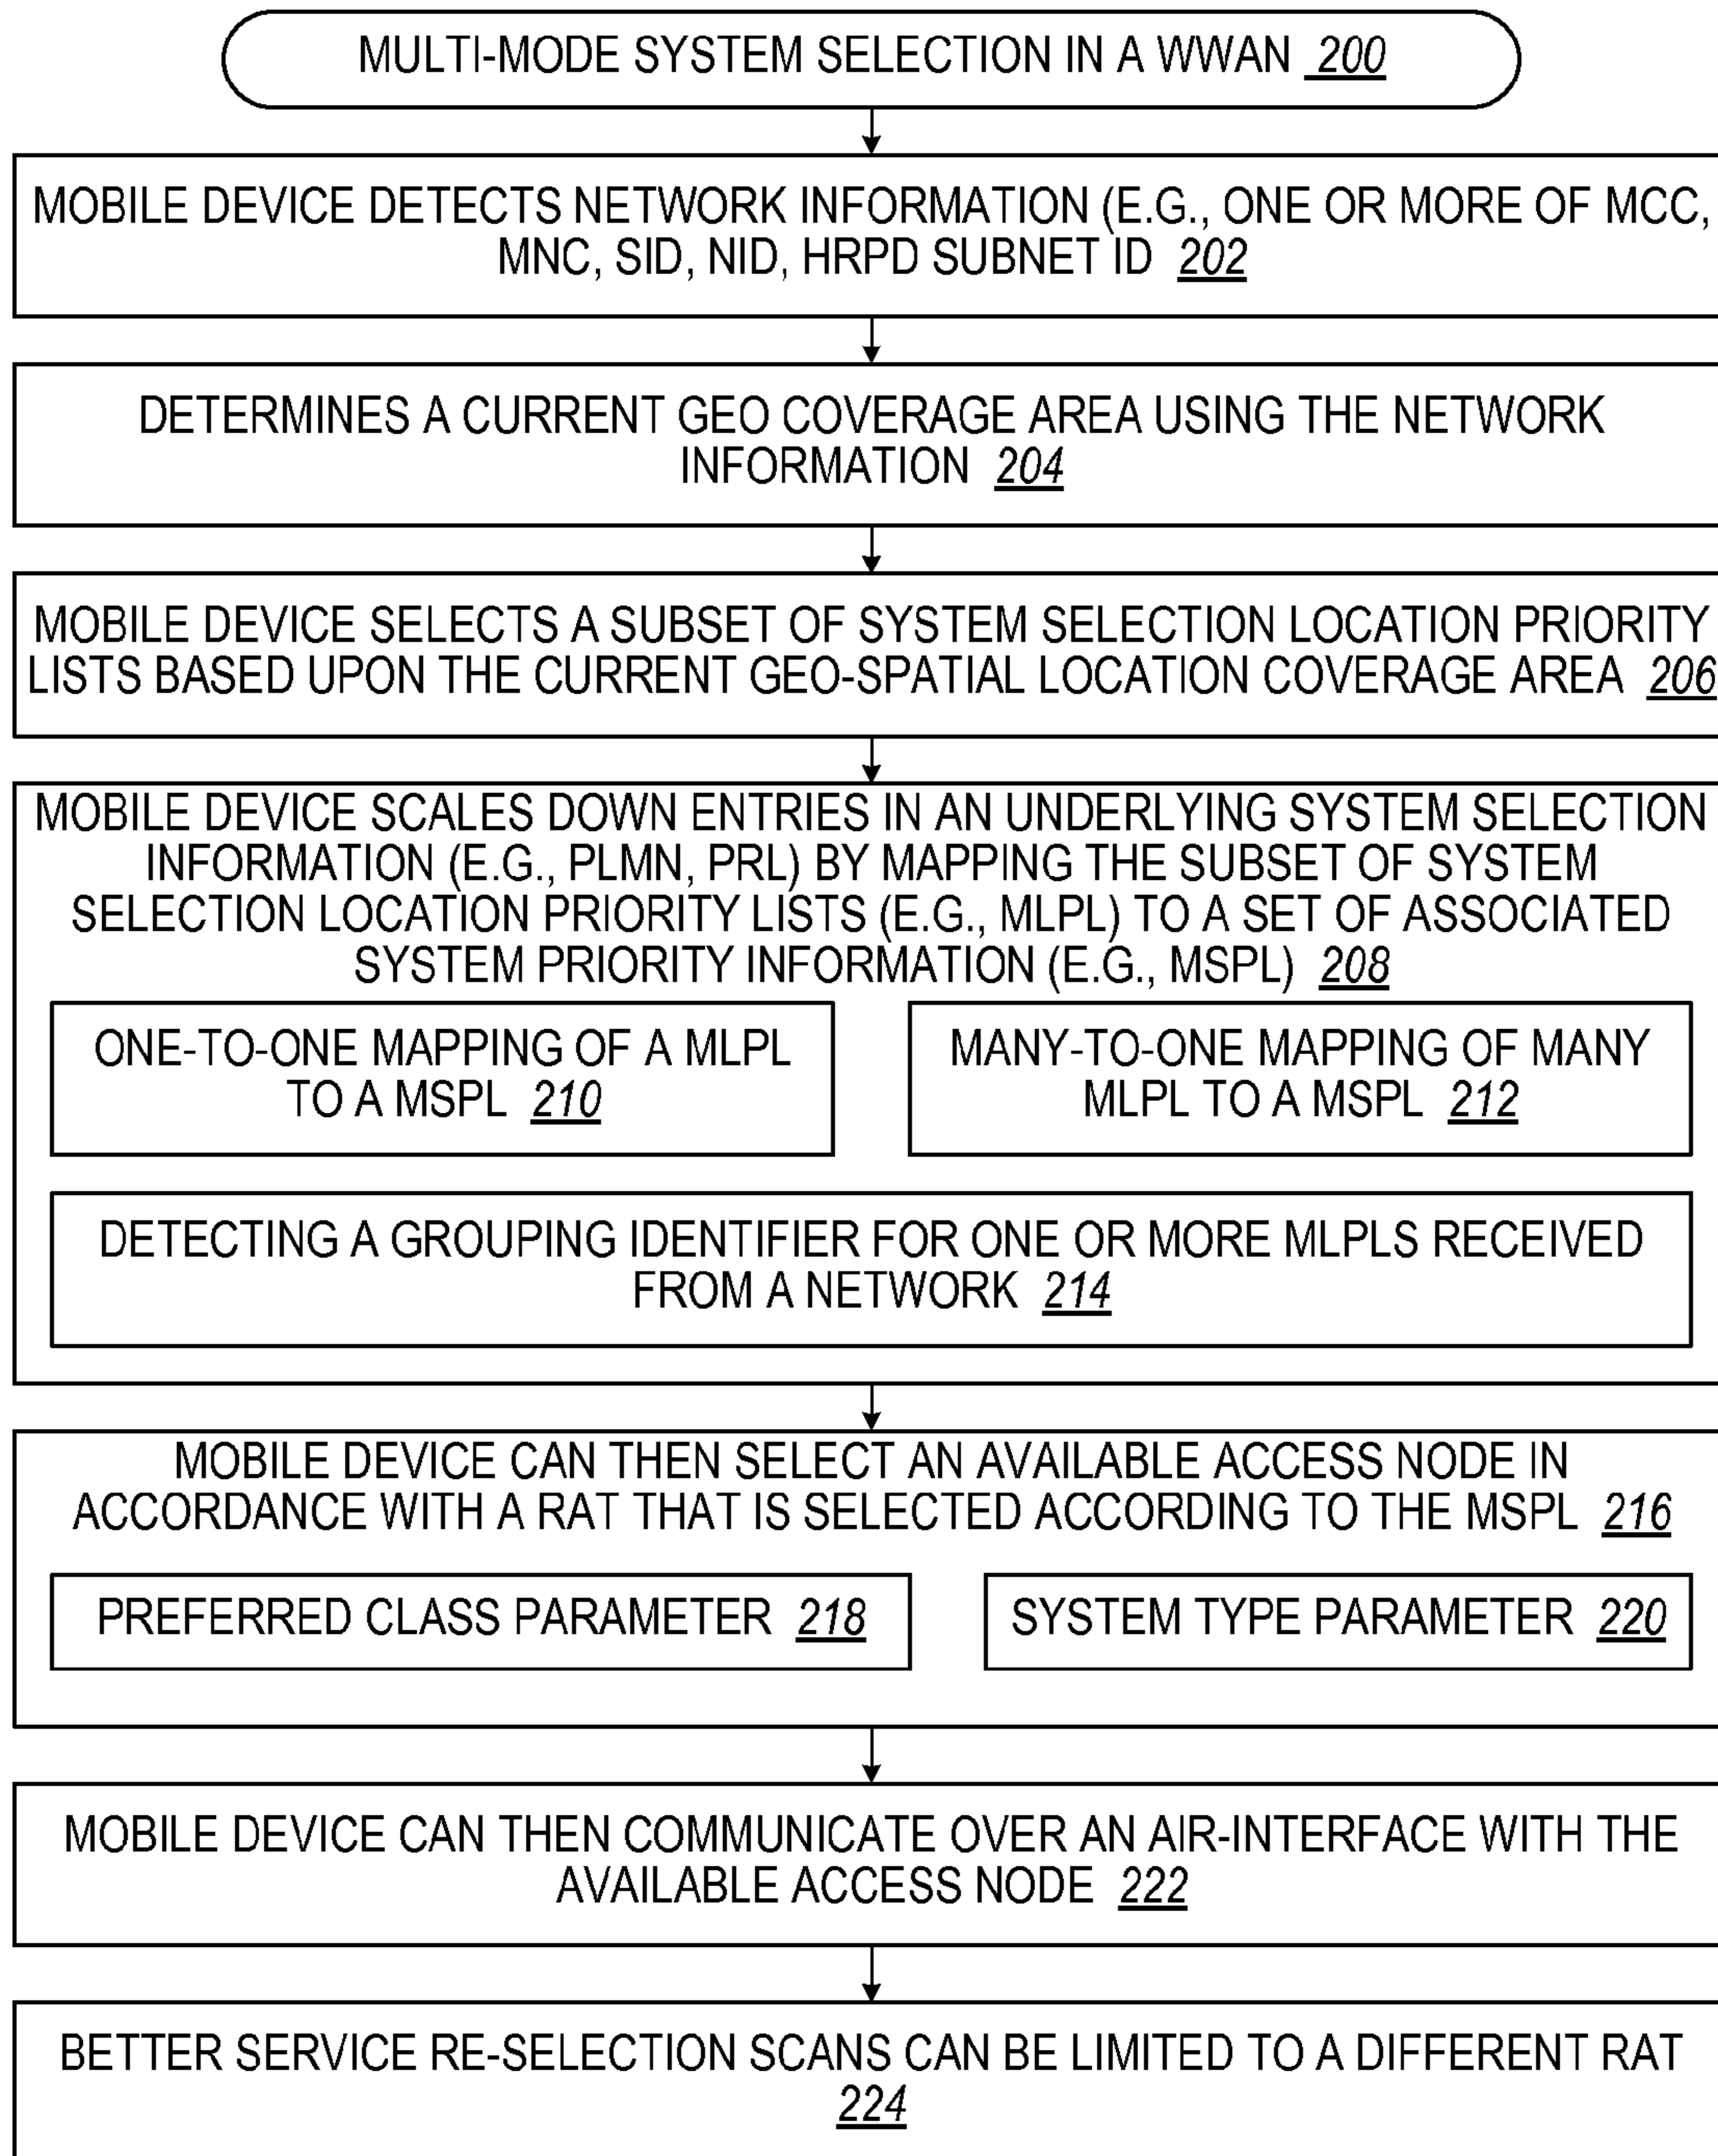 MULTI-MODE SYSTEM SELECTION IN A WWAN 200
MOBILE DEVICE DETECTS NETWORK INFORMATION (E.G., ONE OR MORE OF MCC,
MNC, SID, NID, HRPD SUBNET ID 202
DETERMINES A CURRENT GEO COVERAGE AREA USING THE NETWORK
INFORMATION 204
MOBILE DEVICE SELECTS A SUBSET OF SYSTEM SELECTION LOCATION PRIORITY
LISTS BASED UPON THE CURRENT GEO-SPATIAL LOCATION COVERAGE AREA 206
MOBILE DEVICE SCALES DOWN ENTRIES IN AN UNDERLYING SYSTEM SELECTION
INFORMATION (E.G., PLMN, PRL) BY MAPPING THE SUBSET OF SYSTEM
SELECTION LOCATION PRIORITY LISTS (E.G., MLPL) TO A SET OF ASSOCIATED
SYSTEM PRIORITY INFORMATION (E.G., MSPL) 208
ONE-TO-ONE MAPPING OF A MLPL
TO A MSPL 210
MANY-TO-ONE MAPPING OF MANY
MLPL TO A MSPL 212
DETECTING A GROUPING IDENTIFIER FOR ONE OR MORE MLPLS RECEIVED
FROM A NETWORK 214
MOBILE DEVICE CAN THEN SELECT AN AVAILABLE ACCESS NODE IN
ACCORDANCE WITH A RAT THAT IS SELECTED ACCORDING TO THE MSPL 216
PREFERRED CLASS PARAMETER 218
SYSTEM TYPE PARAMETER 220
MOBILE DEVICE CAN THEN COMMUNICATE OVER AN AIR-INTERFACE WITH THE
AVAILABLE ACCESS NODE 222
BETTER SERVICE RE-SELECTION SCANS CAN BE LIMITED TO A DIFFERENT RAT
224